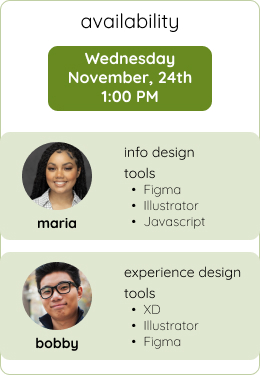 availability
Wednesday
November, 24th
1:00 PM
info design
tools
• Figma
• Illustrator
• Javascript
maria
experience design
tools
• XD
• Illustrator
• Figma
bobby